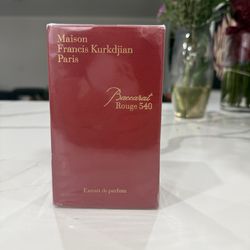 Maison
Francis Kurkdjian
Paris
Baccarat
Rouge 540
Extrait de parfum